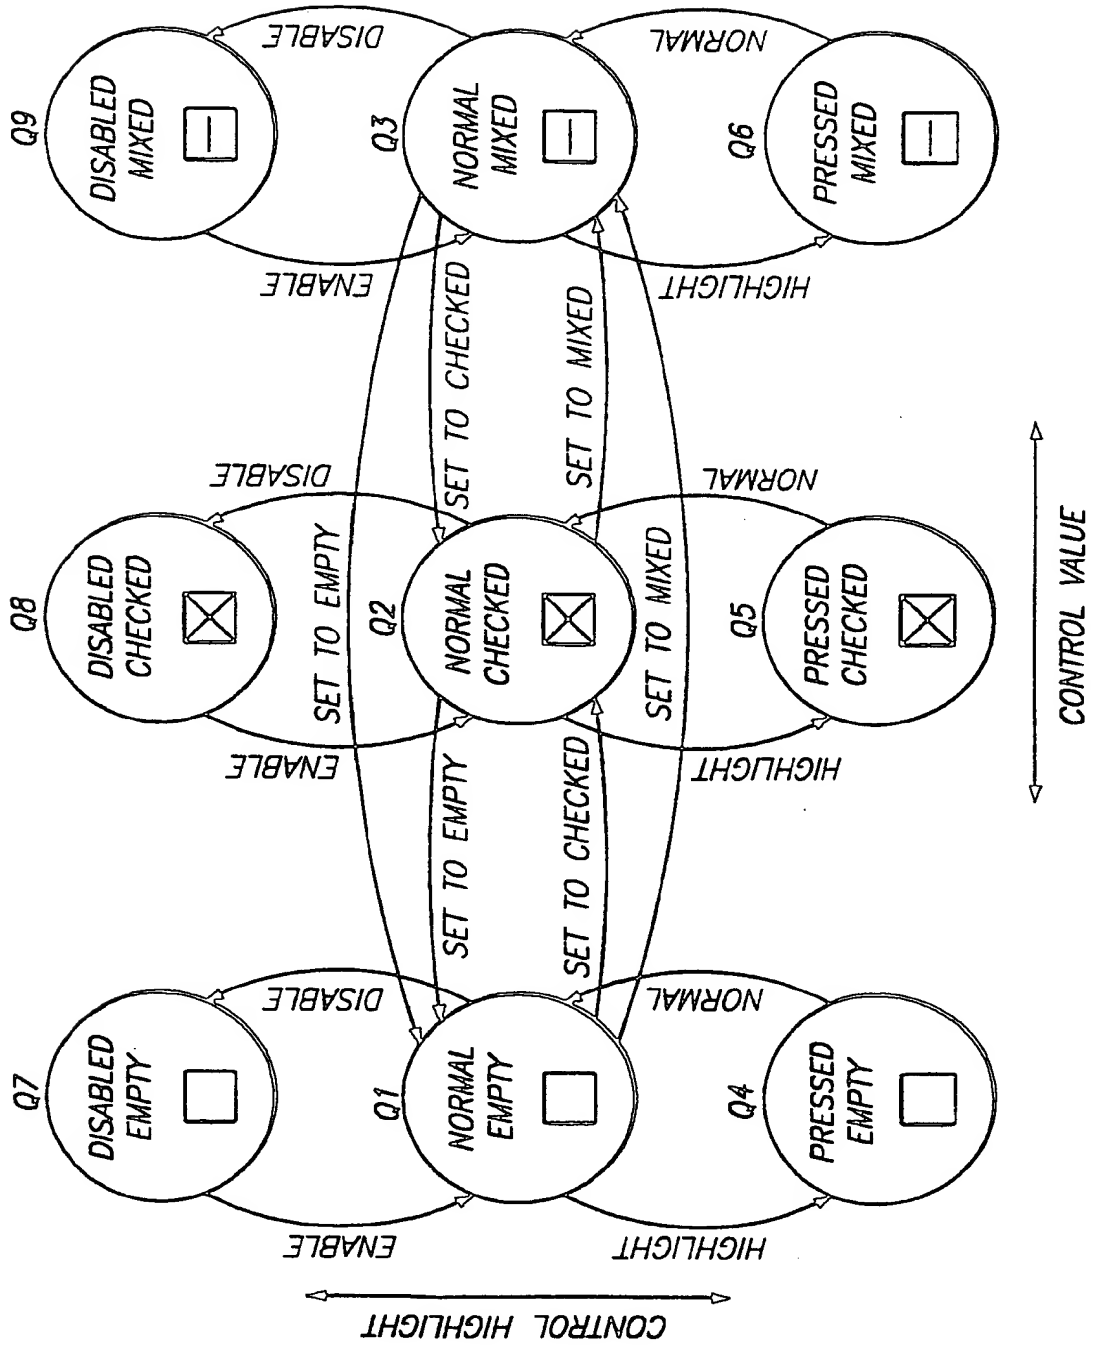 Q7
DISABLED
EMPTY
Q8
DISABLED
CHECKED
Q9
DISABLED
MIXED
ENABLE
DISABLE
ENABLE
DISABLE
ENABLE
DISABLE
SET TO EMPTY
Q1
NORMAL
EMPTY
Q2
NORMAL
CHECKED
Q3
NORMAL
MIXED
SET TO EMPTY
SET TO CHECKED
SET TO CHECKED
SET TO MIXED
SET TO MIXED
HIGHLIGHT
NORMAL
HIGHLIGHT
NORMAL
HIGHLIGHT
NORMAL
Q4
PRESSED
EMPTY
Q5
PRESSED
CHECKED
Q6
PRESSED
MIXED
CONTROL HIGHLIGHT
CONTROL VALUE